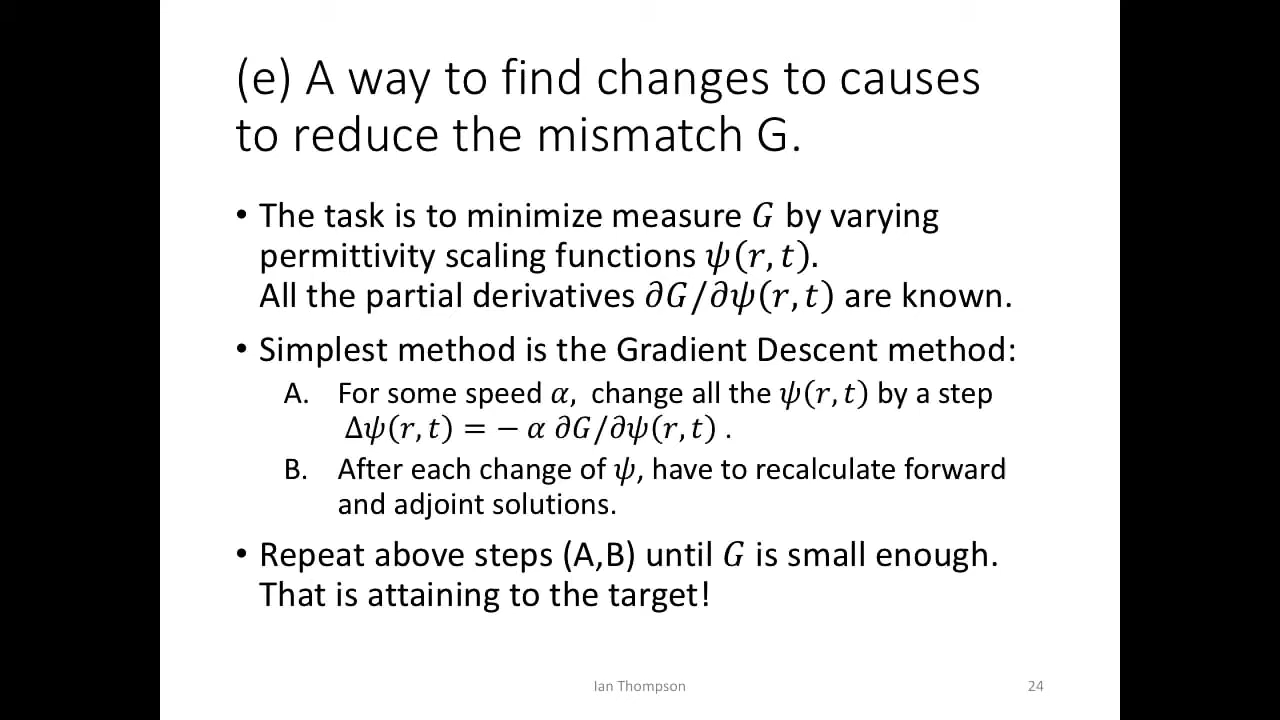 (e) A way to find changes to causes
to reduce the mismatch G.
• The task is to minimize measure 𝐺 by varying
permittivity scaling functions 𝜓(𝑟, 𝑡).
All the partial derivatives 𝜕𝐺/𝜕𝜓(𝑟, 𝑡) are known.
• Simplest method is the Gradient Descent method:
A. For some speed 𝛼, change all the 𝜓(𝑟, 𝑡) by a step
Δ𝜓(𝑟, 𝑡) = − 𝛼 𝜕𝐺/𝜕𝜓(𝑟, 𝑡) .
B. After each change of 𝜓, have to recalculate forward
and adjoint solutions.
• Repeat above steps (A,B) until 𝐺 is small enough.
That is attaining to the target!
Ian Thompson
24